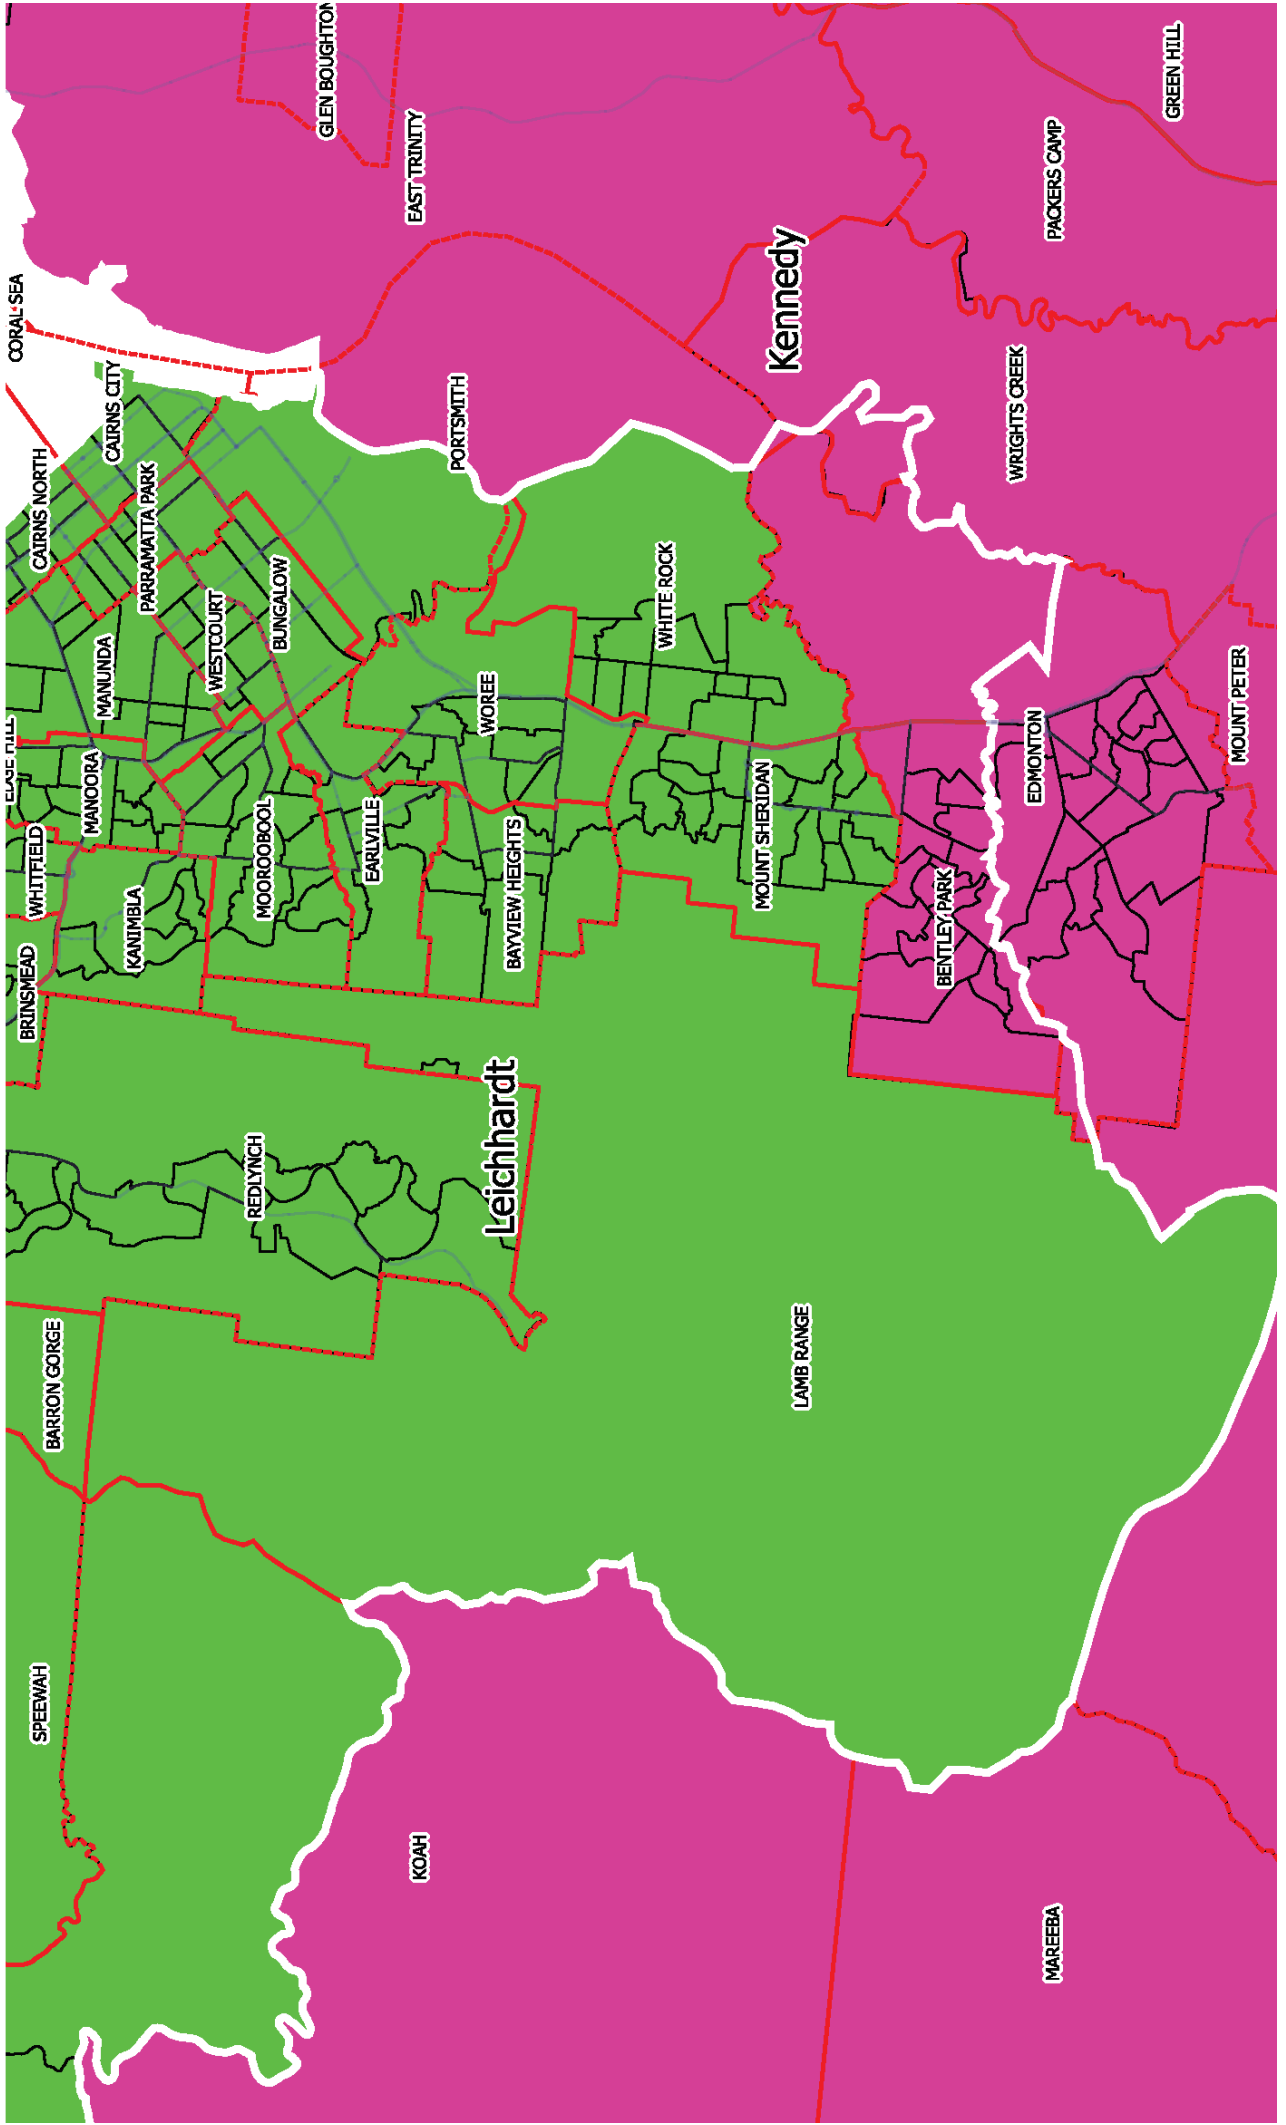 EDGE HILL
CORAL SEA
BRINSMEAD
WHITFIELD
SPEEWAH
CAIRNS NORTH
BARRON GORGE
MANOORA
MANUNDA
CAIRNS CITY
KANIMBLA
PARRAMATTA PARK
WESTCOURT
REDLYNCH
MOOROOBOOL
BUNGALOW
GLEN BOUGHTON
EARLVILLE
EAST TRINITY
KOAH
PORTSMITH
WOREE
Leichhardt
BAYVIEW HEIGHTS
WHITE ROCK
MOUNT SHERIDAN
Kennedy
LAMB RANGE
BENTLEY PARK
WRIGHTS CREEK
EDMONTON
MAREEBA
PACKERS CAMP
GREEN HILL
MOUNT PETER